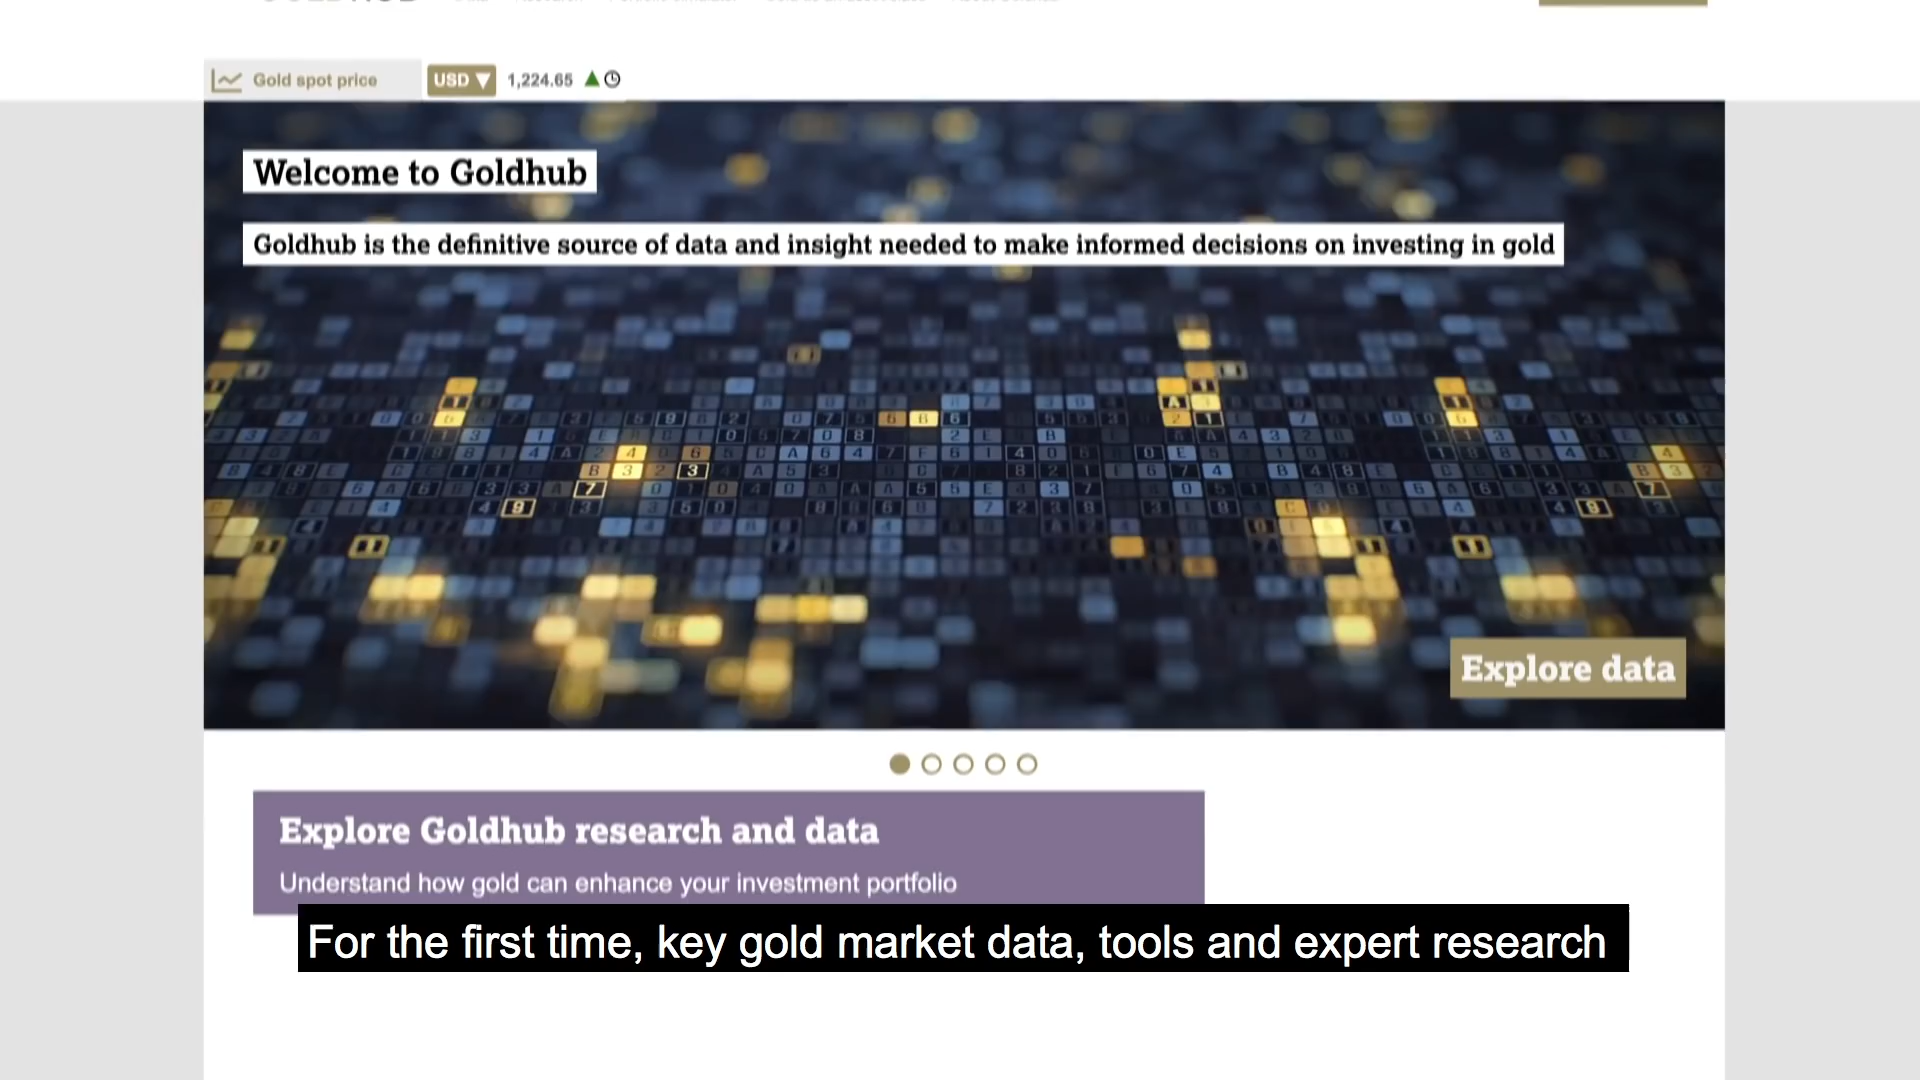 Gold spot price USD ▼ 1,224.65
Welcome to Goldhub
Goldhub is the definitive source of data and insight needed to make informed decisions on investing in gold
Explore data
Explore Goldhub research and data
Understand how gold can enhance your investment portfolio
For the first time, key gold market data, tools and expert research